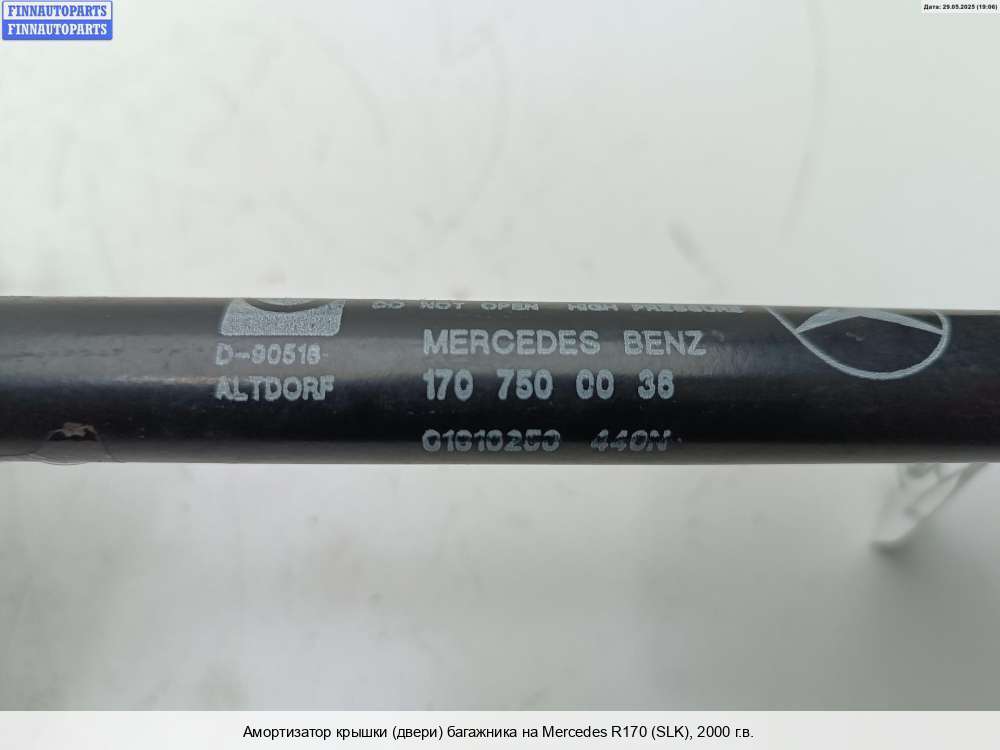 FINNAUTOPARTS
FINNAUTOPARTS
Дата: 29.05.2025 (19:06)
DO NOT OPEN HIGH PRESSURE
D-90518
ALTDORF
MERCEDES BENZ
170 750 00 36
440N
Амортизатор крышки (двери) багажника на Mercedes R170 (SLK), 2000 г.в.